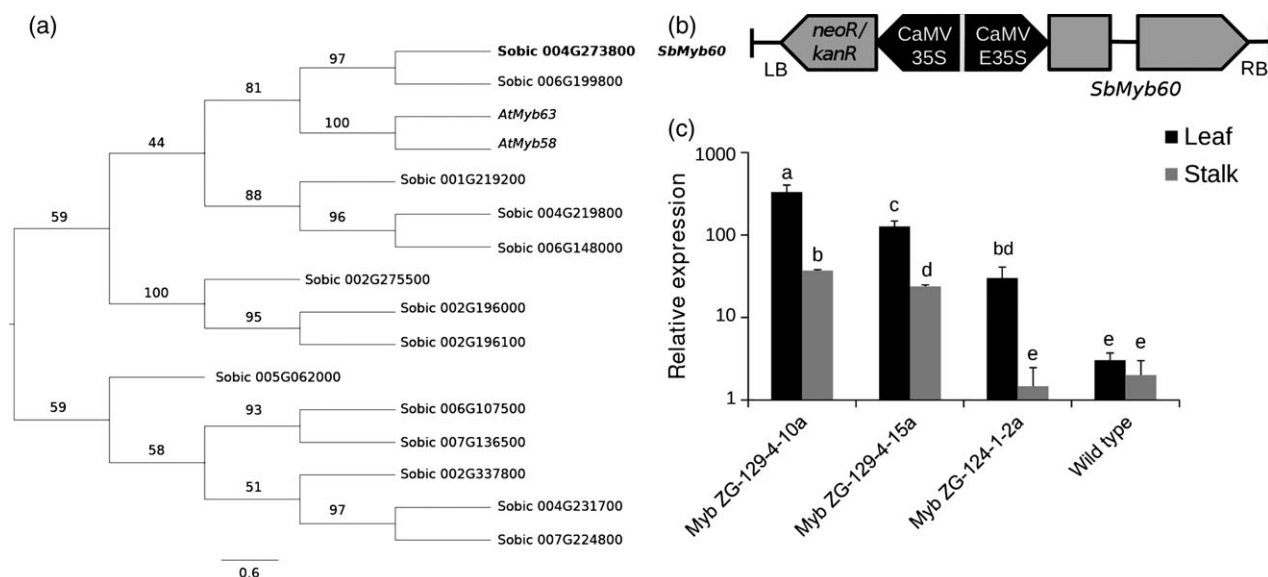 (a)
97
Sobic 004G273800 SbMyb60
81
Sobic 006G199800
AtMyb63
100
AtMyb58
44
Sobic 001G219200
88
Sobic 004G219800
96
Sobic 006G148000
59
Sobic 002G275500
100
Sobic 002G196000
95
Sobic 002G196100
Sobic 005G062000
59
93
Sobic 006G107500
Sobic 007G136500
58
Sobic 002G337800
51
Sobic 004G231700
97
Sobic 007G224800
0.6
(b)
neoR/
kanR
CaMV
35S
CaMV
E35S
LB
SbMyb60
RB
(c)
Leaf
Stalk
Relative expression
1000
100
10
1
a
b
c
d
bd
e
e
e
Myb ZG-129-4-10a
Myb ZG-129-4-15a
Myb ZG-124-1-2a
Wild type